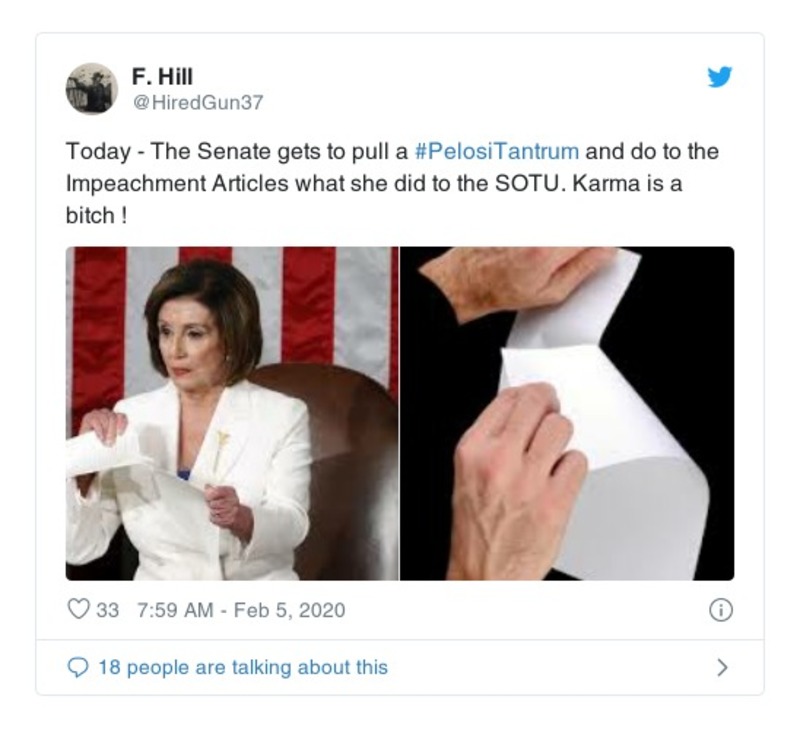 F. Hill
@HiredGun37
Today - The Senate gets to pull a #PelosiTantrum and do to the
Impeachment Articles what she did to the SOTU. Karma is a
bitch !
33 7:59 AM - Feb 5, 2020
18 people are talking about this